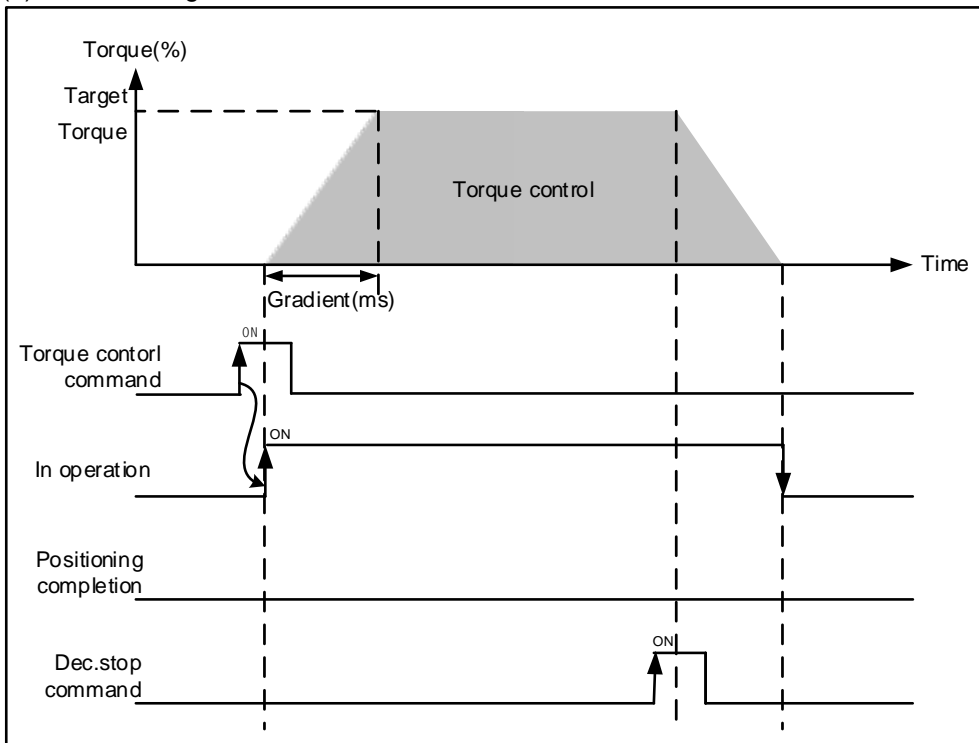 Torque(%)
Target
Torque
Torque control
Time
Gradient(ms)
ON
Torque contorl
command
ON
In operation
Positioning
completion
ON
Dec.stop
command